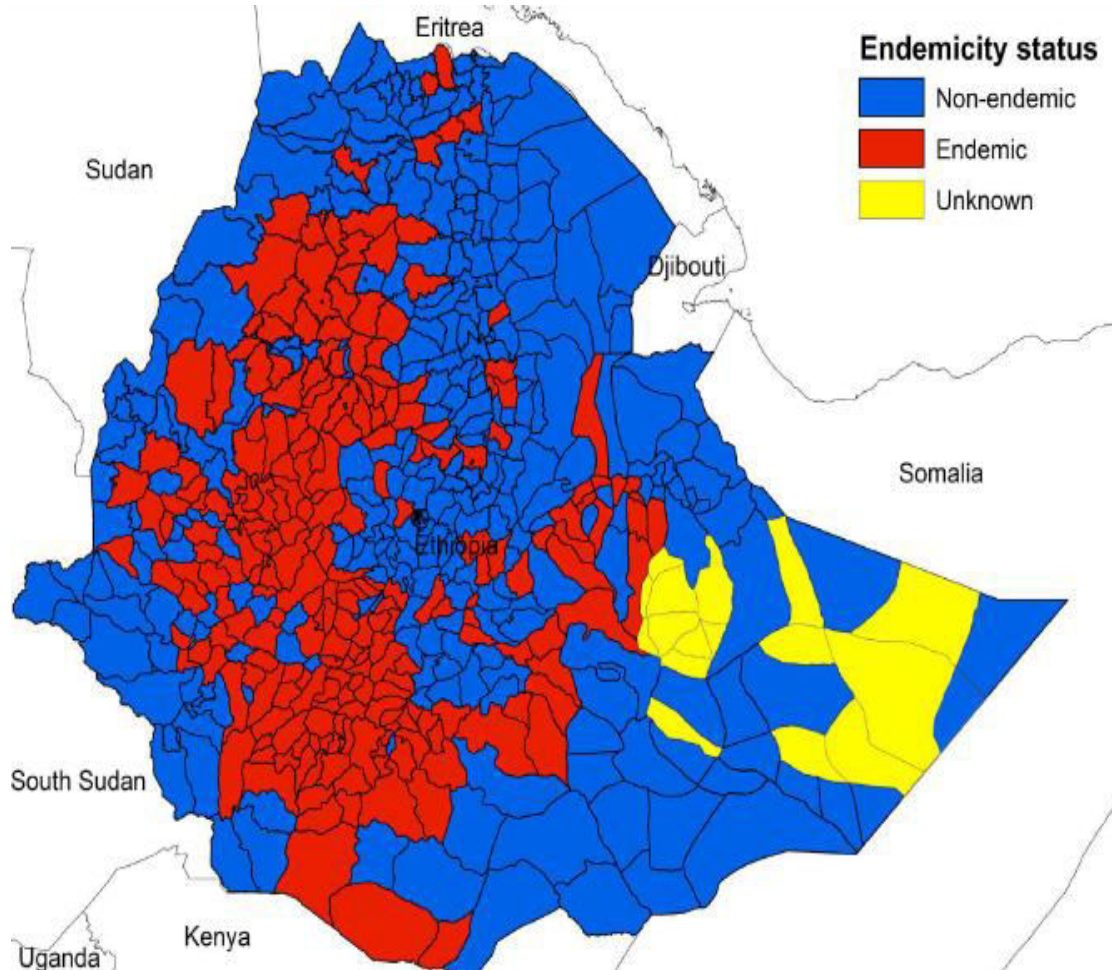 Eritrea
Endemicity status
Non-endemic
Endemic
Unknown
Sudan
Djibouti
Somalia
Ethiopia
South Sudan
Kenya
Uganda